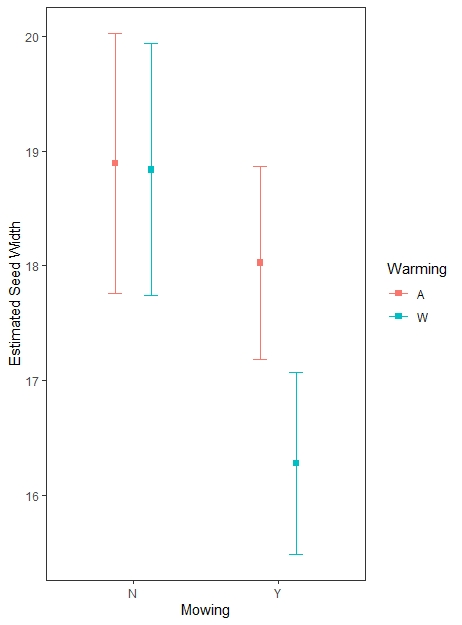 20
19
18
17
16
Estimated Seed Width
N
Y
Mowing
Warming
A
W